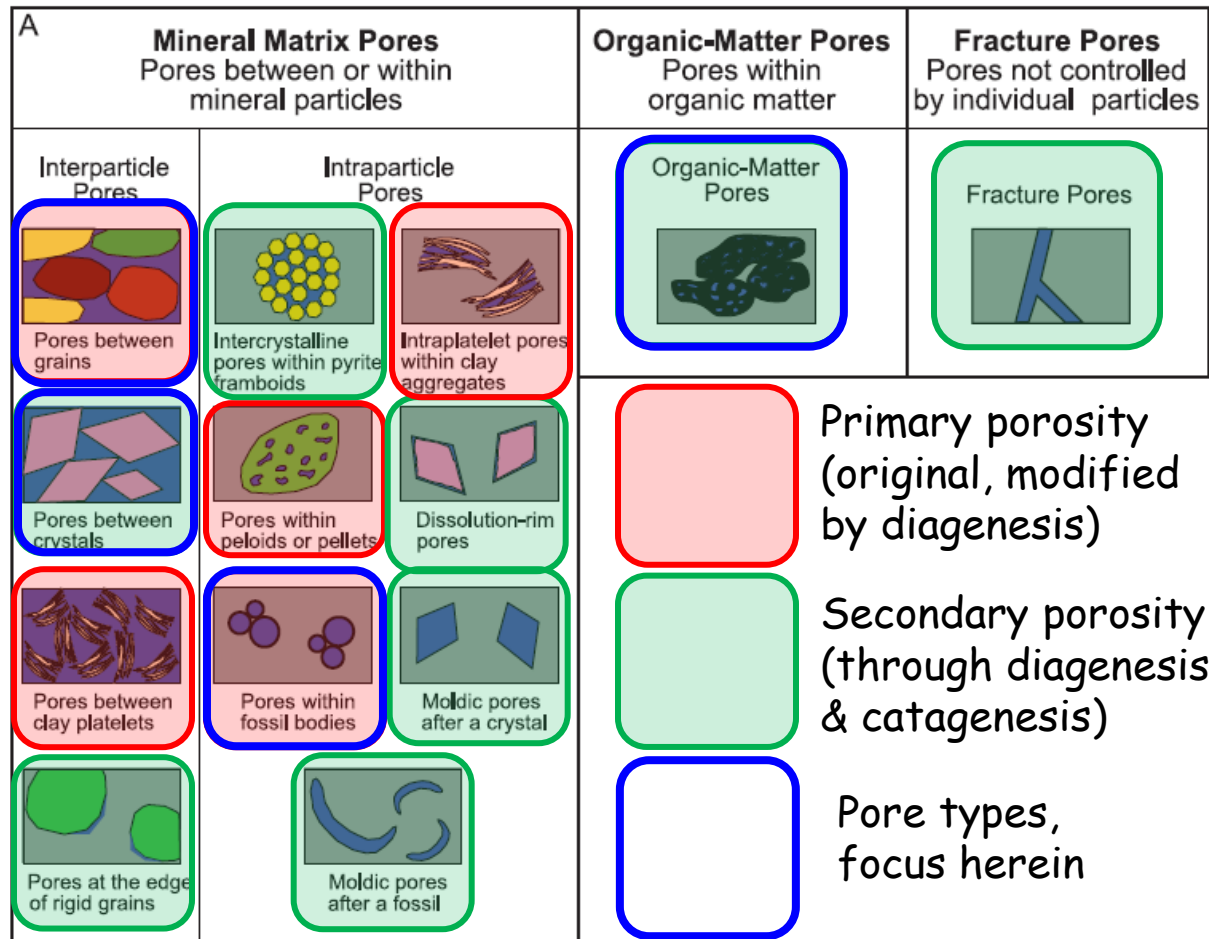 A
Mineral Matrix Pores
Pores between or within
mineral particles
Organic-Matter Pores
Pores within
organic matter
Fracture Pores
Pores not controlled
by individual particles
Interparticle
Pores
Intraparticle
Pores
Organic-Matter
Pores
Fracture Pores
Pores between
grains
Intercrystalline
pores within pyrite
framboids
Intraplatelet pores
within clay
aggregates
Pores between
crystals
Pores within
peloids or pellets
Dissolution-rim
pores
Pores between
clay platelets
Pores within
fossil bodies
Moldic pores
after a crystal
Pores at the edge
of rigid grains
Moldic pores
after a fossil
Primary porosity
(original, modified
by diagenesis)
Secondary porosity
(through diagenesis
& catagenesis)
Pore types,
focus herein